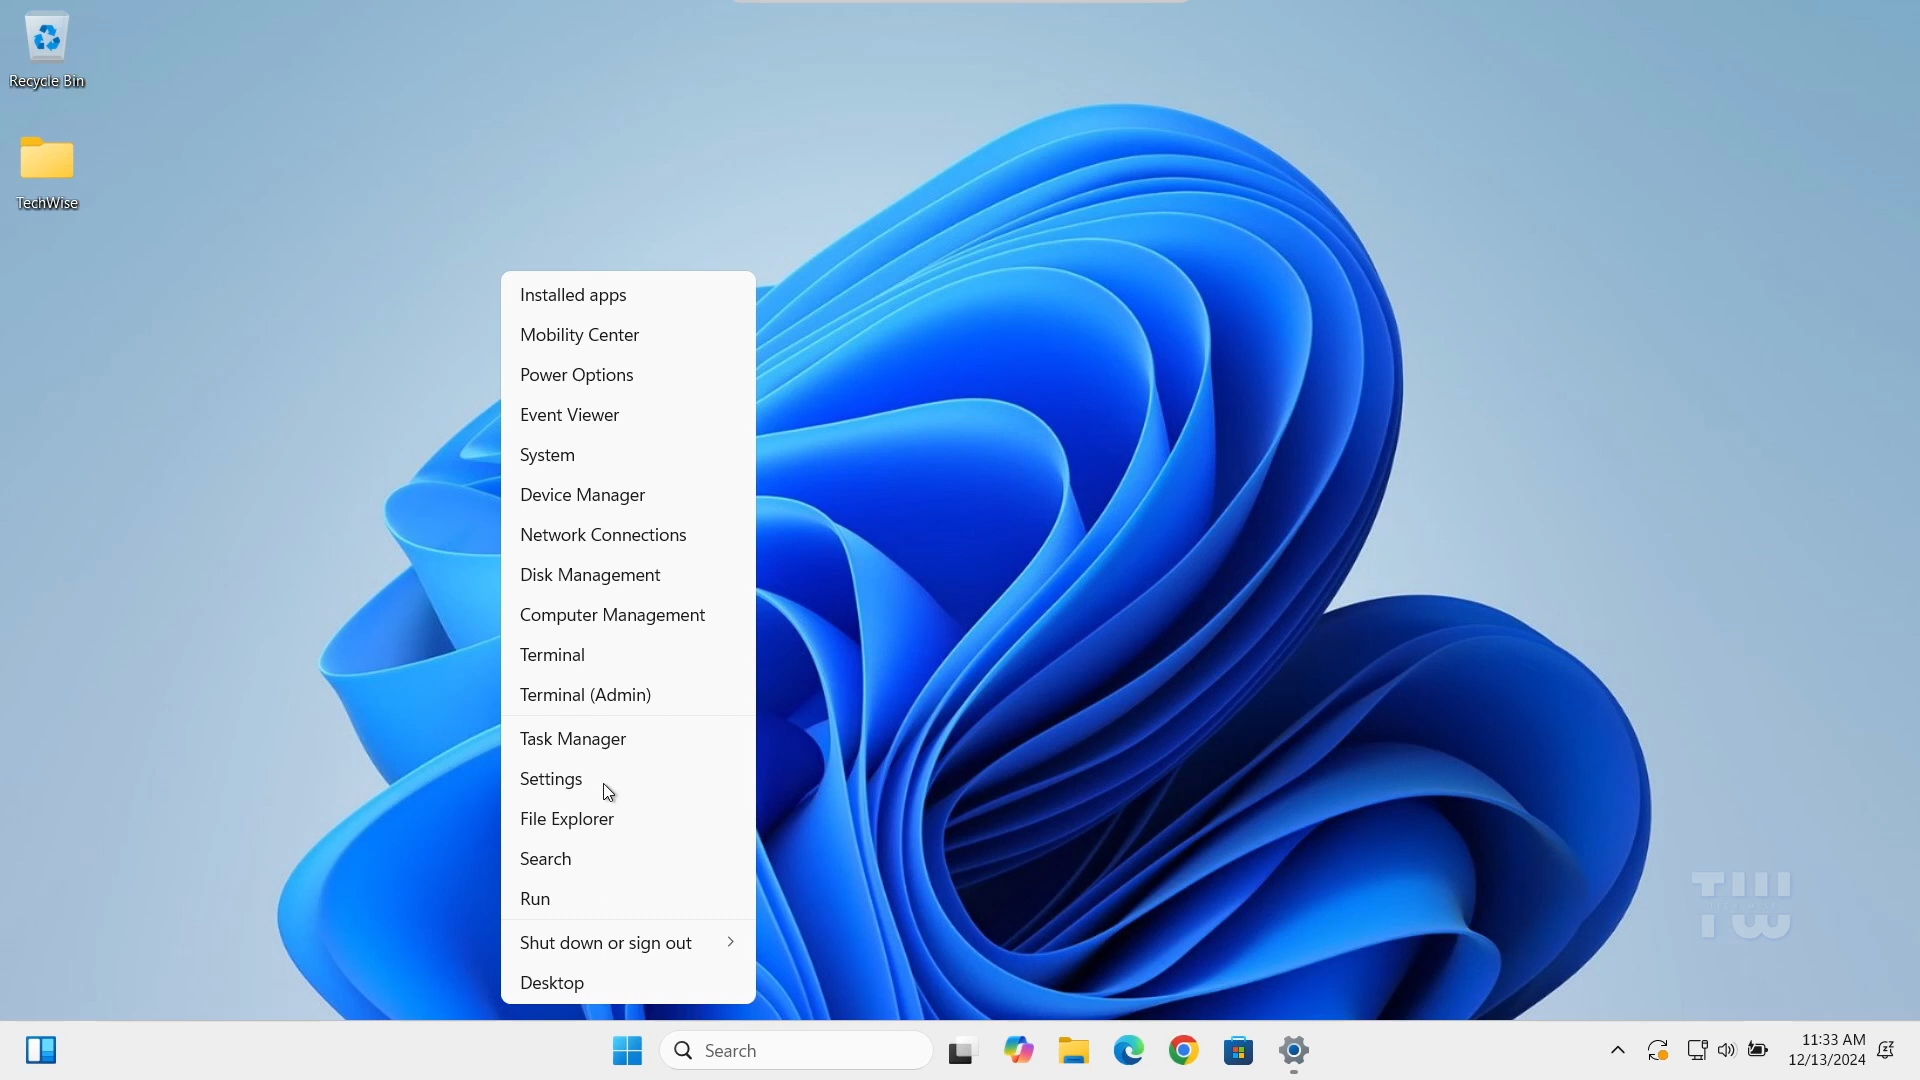 Recycle Bin
TechWise
Installed apps
Mobility Center
Power Options
Event Viewer
System
Device Manager
Network Connections
Disk Management
Computer Management
Terminal
Terminal (Admin)
Task Manager
Settings
File Explorer
Search
Run
Shut down or sign out
Desktop
TW
Search
11:33 AM
12/13/2024